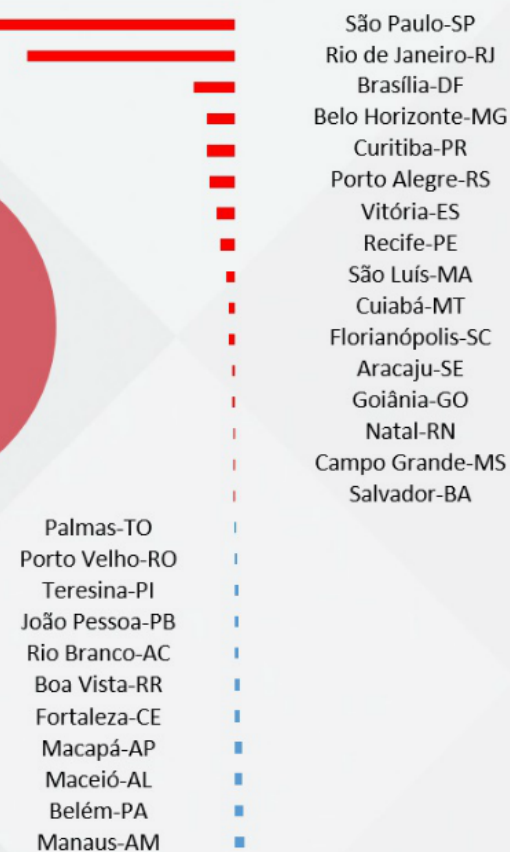 São Paulo-SP
Rio de Janeiro-RJ
Brasília-DF
Belo Horizonte-MG
Curitiba-PR
Porto Alegre-RS
Vitória-ES
Recife-PE
São Luís-MA
Cuiabá-MT
Florianópolis-SC
Aracaju-SE
Goiânia-GO
Natal-RN
Campo Grande-MS
Salvador-BA
Palmas-TO
Porto Velho-RO
Teresina-PI
João Pessoa-PB
Rio Branco-AC
Boa Vista-RR
Fortaleza-CE
Macapá-AP
Maceió-AL
Belém-PA
Manaus-AM